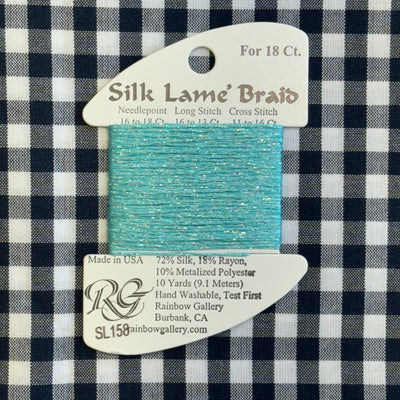 For 18 Ct.
Silk Lame' Braid
Needlepoint Long Stitch Cross Stitch
16 to 18 Ct. 16 to 13 Ct. 11 to 16 Ct.
Made in USA 72% Silk, 18% Rayon,
10% Metalized Polyester
10 Yards (9.1 Meters)
Hand Washable, Test First
Rainbow Gallery
Burbank, CA
RG
SL158 rainbowgallery.com